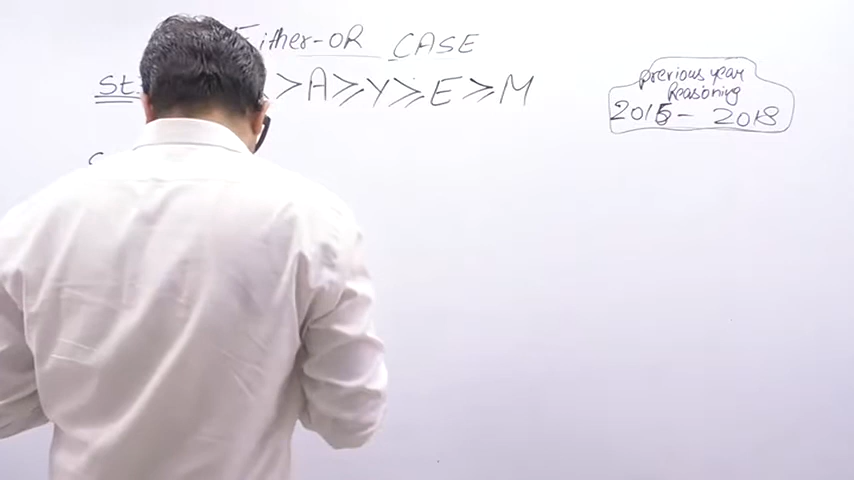 Either-OR CASE
St: > A ⩾ Y ⩾ E ⩾ M
previous year
Reasoning
2015 - 2018